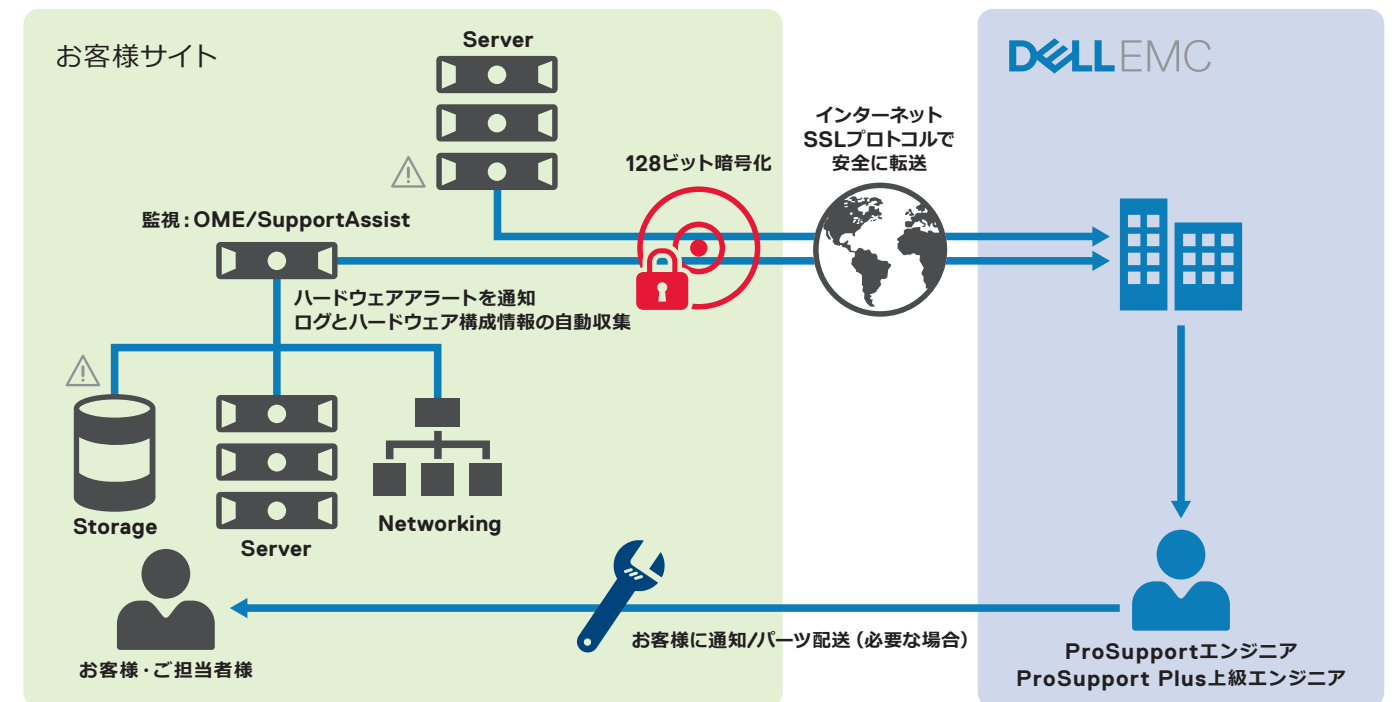 お客様サイト
Server
DELLEMC
インターネット
SSLプロトコルで
安全に転送
128ビット暗号化
監視：OME/SupportAssist
ハードウェアアラートを通知
ログとハードウェア構成情報の自動収集
Storage
Server
Networking
お客様・ご担当者様
お客様に通知/パーツ配送（必要な場合）
ProSupportエンジニア
ProSupport Plus上級エンジニア